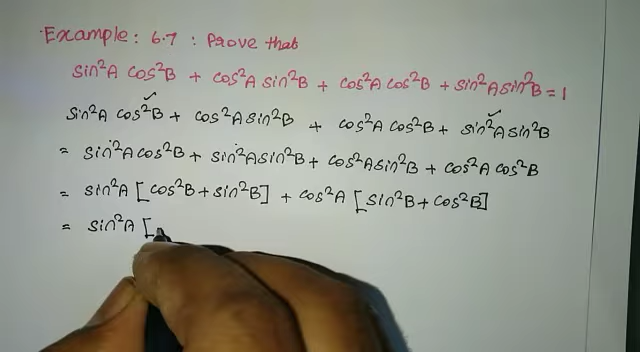 Example: 6.7 : Prove that
sin²A cos²B + cos²A sin²B + cos²A cos²B + sin²A sin²B = 1
sin²A cos²B + cos²A sin²B + cos²A cos²B + sin²A sin²B
= sin²A cos²B + sin²A sin²B + cos²A sin²B + cos²A cos²B
= sin²A [cos²B + sin²B] + cos²A [sin²B + cos²B]
= sin²A [